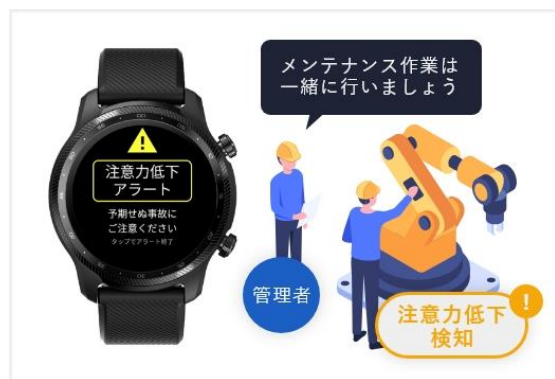 注意力低下
アラート
予期せぬ事故に
ご注意ください
タップでアラート終了
メンテナンス作業は
一緒に行いましょう
管理者
注意力低下
検知